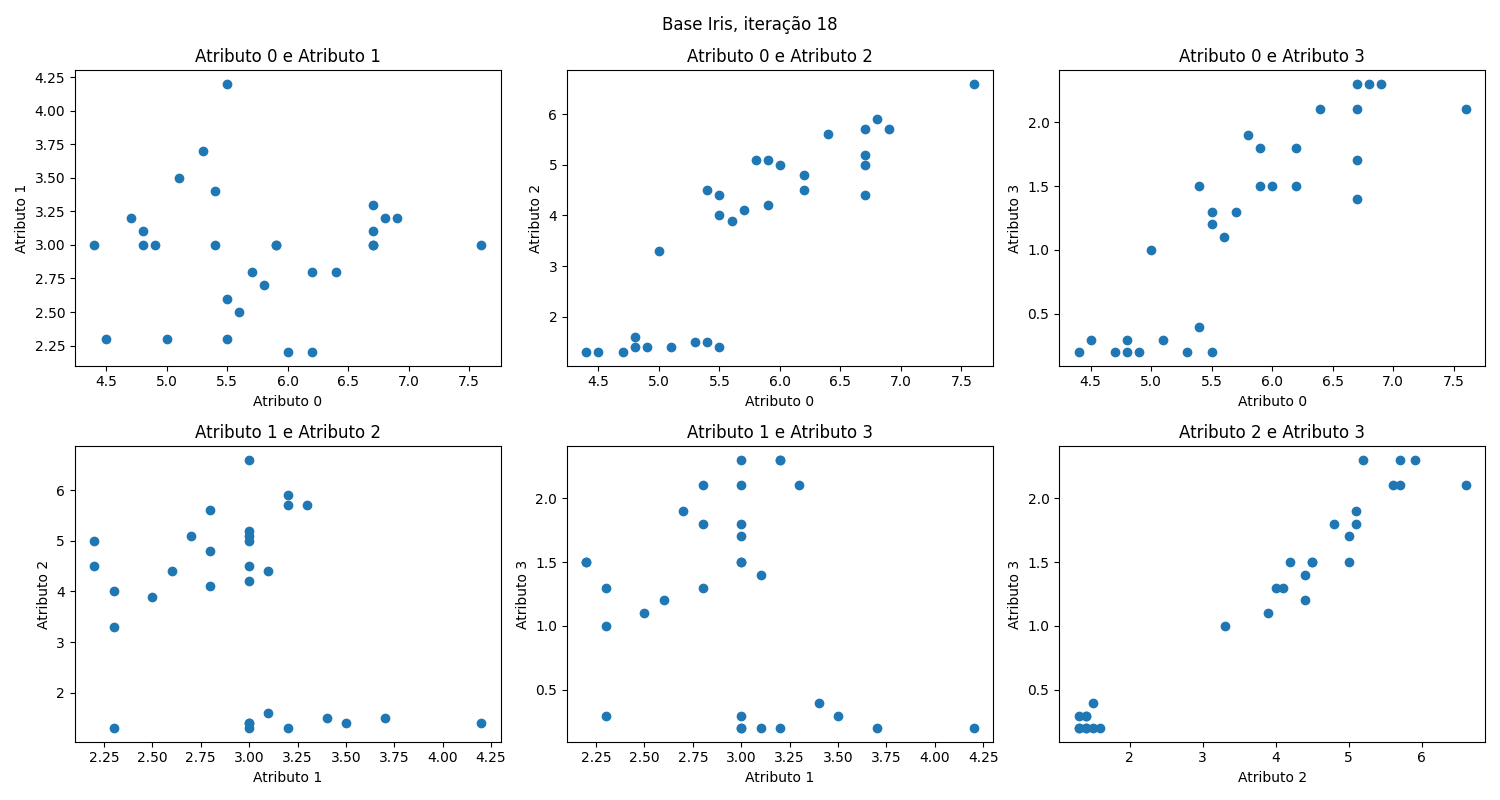 Base Iris, iteração 18
Atributo 0 e Atributo 1
4.25
4.00
3.75
3.50
3.25
3.00
2.75
2.50
2.25
Atributo 1
4.5 5.0 5.5 6.0 6.5 7.0 7.5
Atributo 0
Atributo 0 e Atributo 2
6
5
4
3
2
Atributo 2
4.5 5.0 5.5 6.0 6.5 7.0 7.5
Atributo 0
Atributo 0 e Atributo 3
2.0
1.5
1.0
0.5
Atributo 3
4.5 5.0 5.5 6.0 6.5 7.0 7.5
Atributo 0
Atributo 1 e Atributo 2
6
5
4
3
2
Atributo 2
2.25 2.50 2.75 3.00 3.25 3.50 3.75 4.00 4.25
Atributo 1
Atributo 1 e Atributo 3
2.0
1.5
1.0
0.5
Atributo 3
2.25 2.50 2.75 3.00 3.25 3.50 3.75 4.00 4.25
Atributo 1
Atributo 2 e Atributo 3
2.0
1.5
1.0
0.5
Atributo 3
2 3 4 5 6
Atributo 2